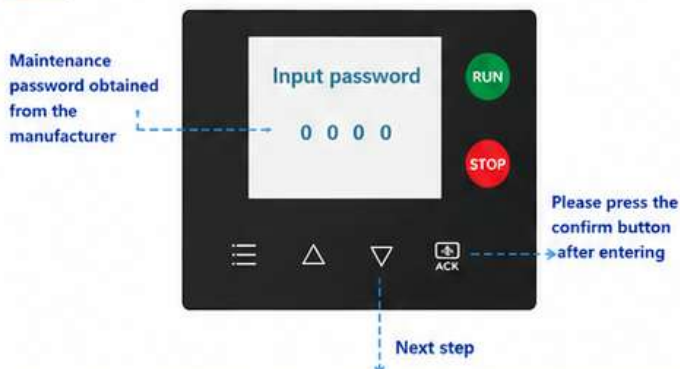 Maintenance
password obtained
from the
manufacturer
Input password
0 0 0 0
RUN
STOP
ACK
Please press the
confirm button
after entering
Next step